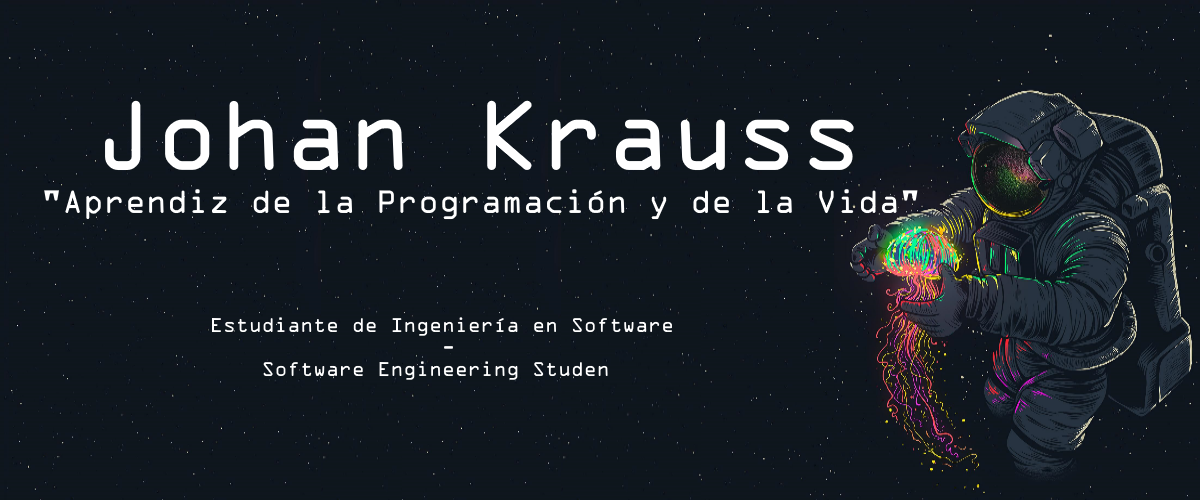 Johan Krauss
"Aprendiz de la Programación y de la Vida"
Estudiante de Ingeniería en Software
-
Software Engineering Studen